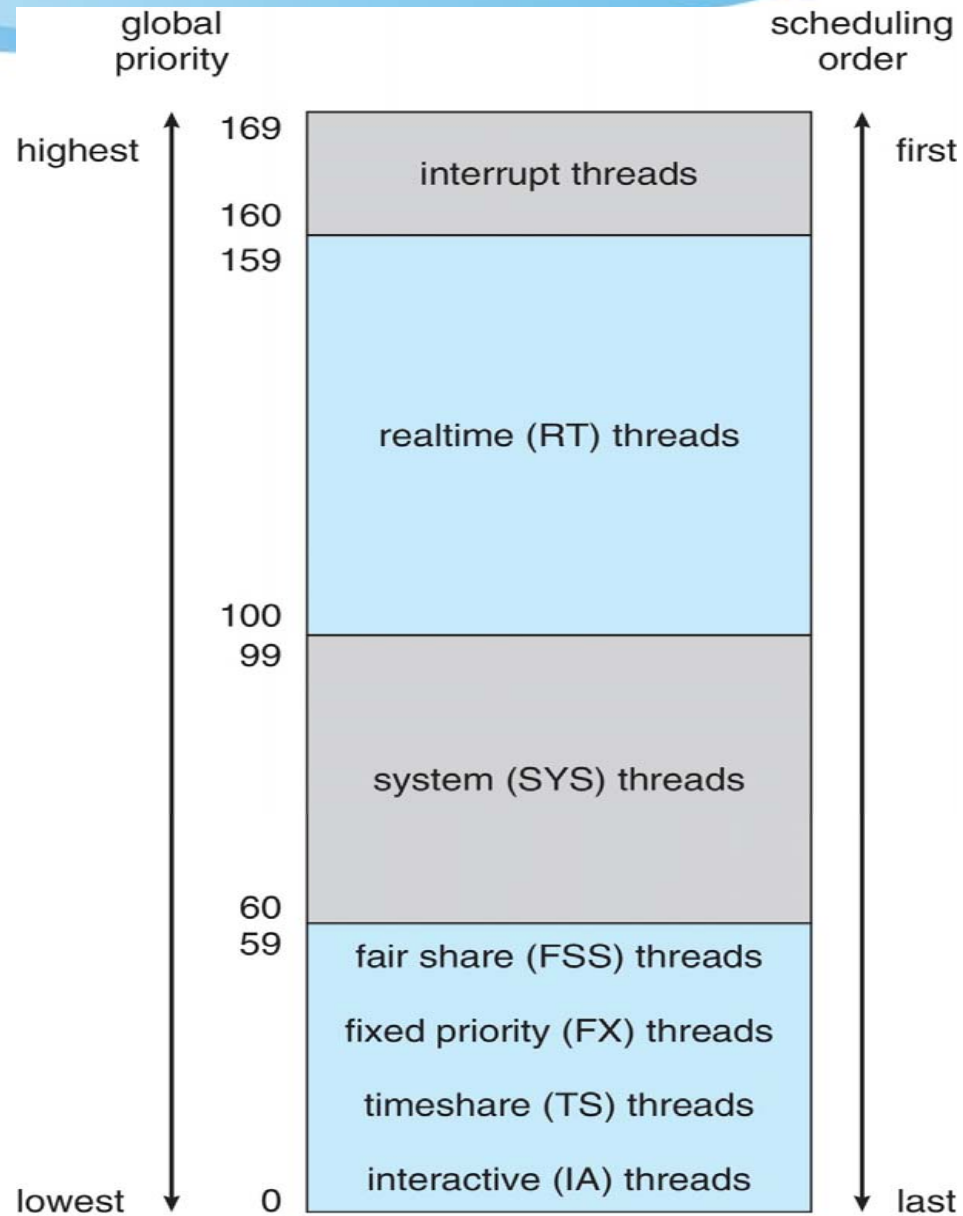 global
priority
scheduling
order
highest
169
interrupt threads
first
160
159
realtime (RT) threads
100
99
system (SYS) threads
60
59
fair share (FSS) threads
fixed priority (FX) threads
timeshare (TS) threads
interactive (IA) threads
lowest
0
last